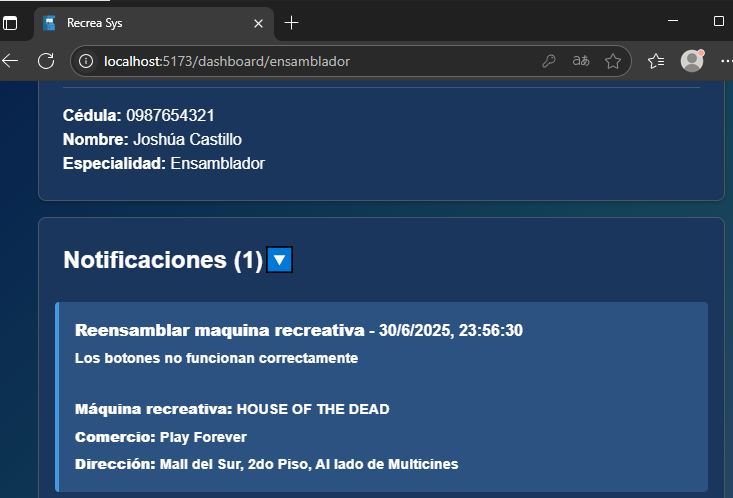 Recrea Sys
localhost:5173/dashboard/ensamblador
aあ
Cédula: 0987654321
Nombre: Joshúa Castillo
Especialidad: Ensamblador
Notificaciones (1)
Reensamblar maquina recreativa - 30/6/2025, 23:56:30
Los botones no funcionan correctamente
Máquina recreativa: HOUSE OF THE DEAD
Comercio: Play Forever
Dirección: Mall del Sur, 2do Piso, Al lado de Multicines